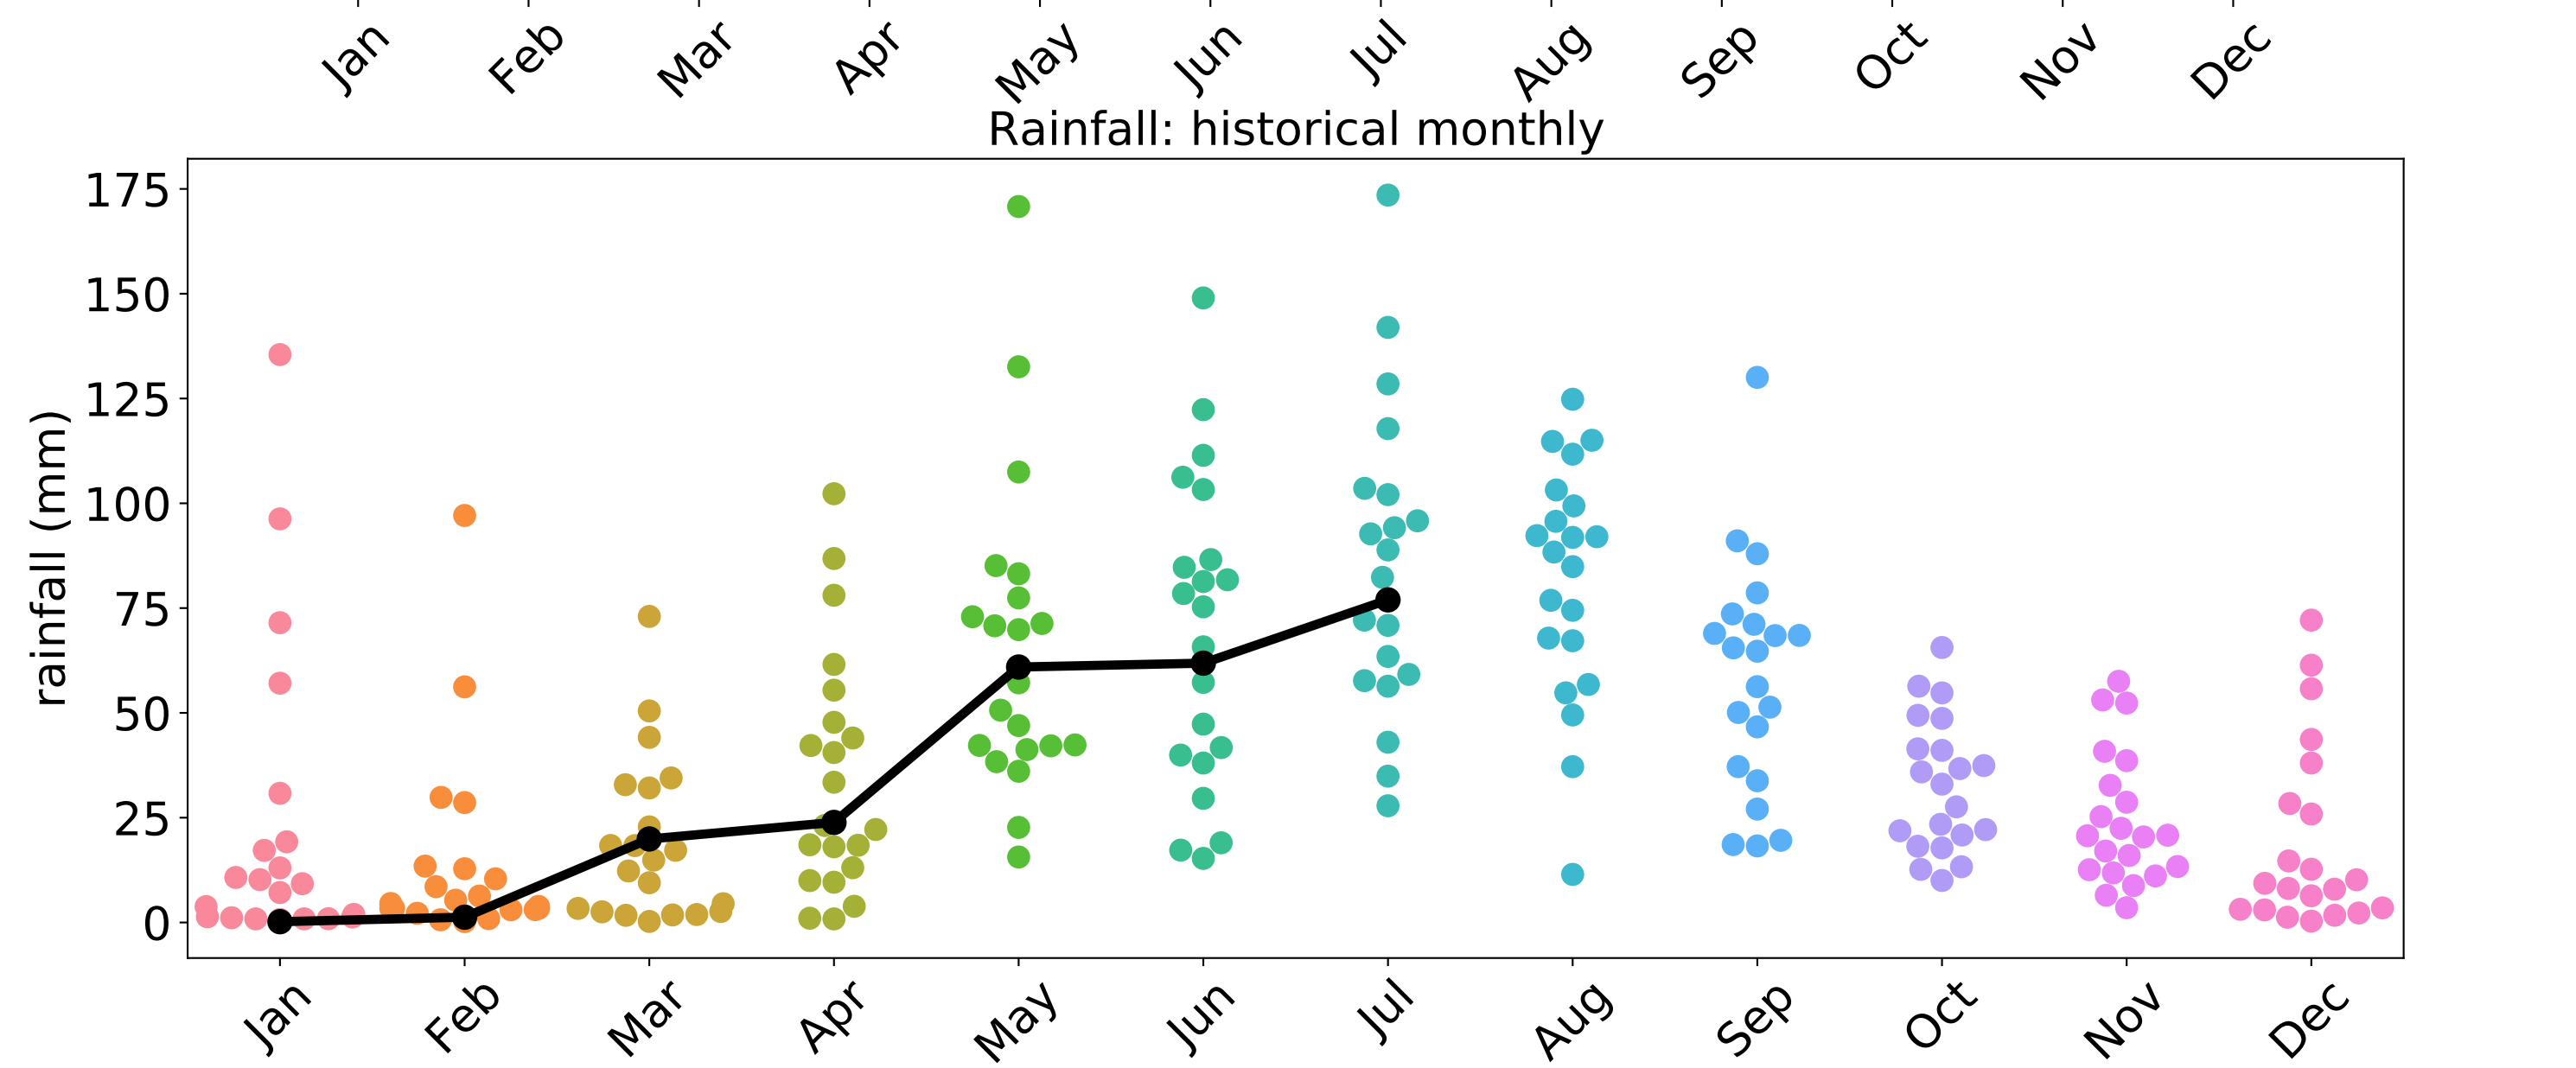 Jan Feb Mar Apr May Jun Jul Aug Sep Oct Nov Dec
Rainfall: historical monthly
rainfall (mm)
175
150
125
100
75
50
25
0
Jan Feb Mar Apr May Jun Jul Aug Sep Oct Nov Dec